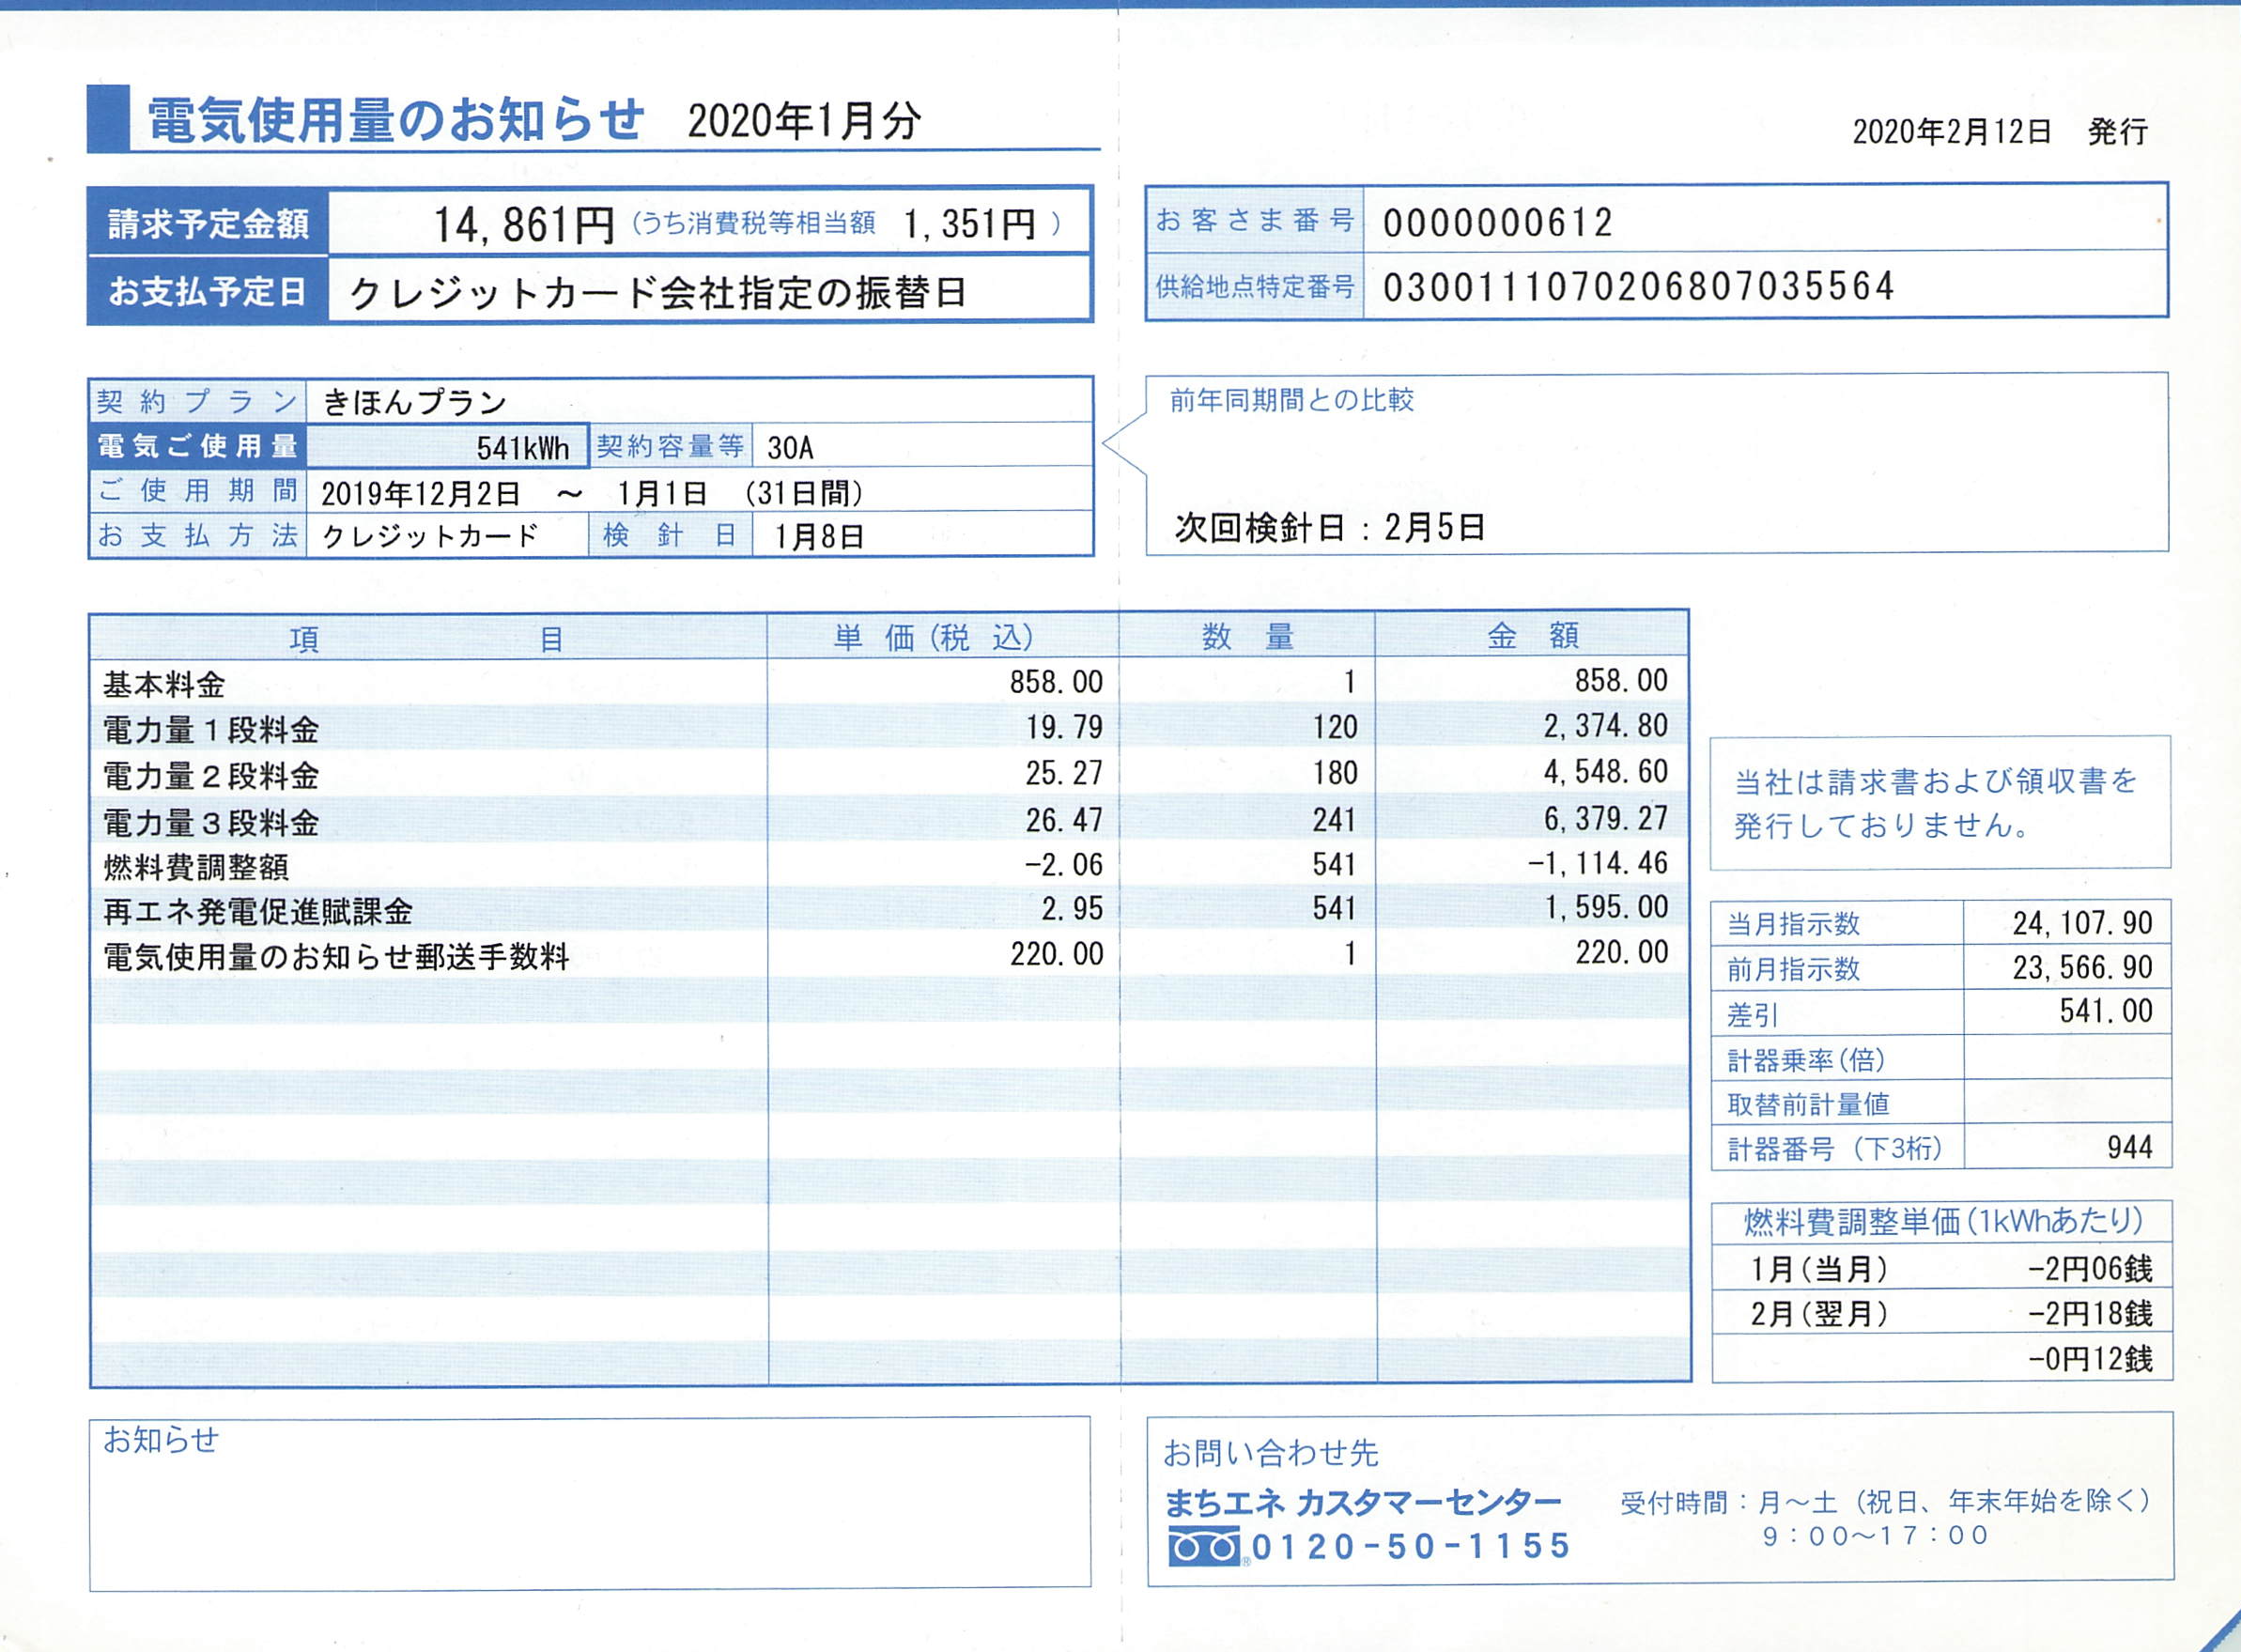 電気使用量のお知らせ 2020年1月分
2020年2月12日 発行
請求予定金額 14,861円 (うち消費税等相当額 1,351円 )
お支払予定日 クレジットカード会社指定の振替日
お客さま番号 0000000612
供給地点特定番号 0300111070206807035564
契約プラン きほんプラン
電気ご使用量 541kWh 契約容量等 30A
ご使用期間 2019年12月2日 ～ 1月1日 (31日間)
お支払方法 クレジットカード 検針日 1月8日
前年同期間との比較
次回検針日：2月5日
項目 単価(税込) 数量 金額
基本料金 858.00 1 858.00
電力量1段料金 19.79 120 2,374.80
電力量2段料金 25.27 180 4,548.60
電力量3段料金 26.47 241 6,379.27
燃料費調整額 -2.06 541 -1,114.46
再エネ発電促進賦課金 2.95 541 1,595.00
電気使用量のお知らせ郵送手数料 220.00 1 220.00
当社は請求書および領収書を
発行しておりません。
当月指示数 24,107.90
前月指示数 23,566.90
差引 541.00
計器乗率(倍)
取替前計量値
計器番号（下3桁） 944
燃料費調整単価(1kWhあたり)
1月(当月) -2円06銭
2月(翌月) -2円18銭
-0円12銭
お知らせ
お問い合わせ先
まちエネ カスタマーセンター
0120-50-1155
受付時間：月～土（祝日、年末年始を除く）
9：00～17：00